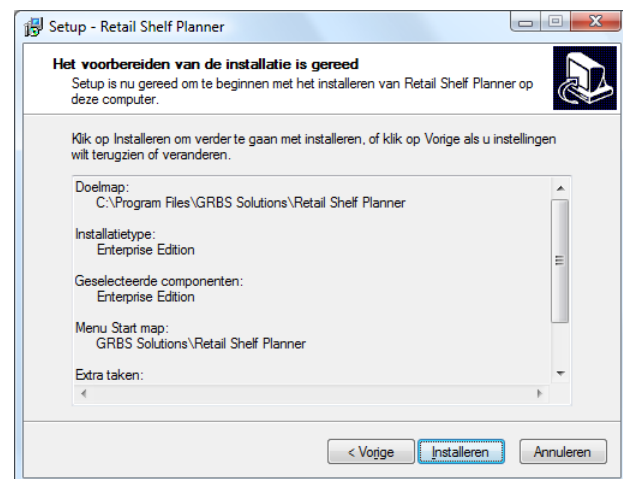 Setup - Retail Shelf Planner
Het voorbereiden van de installatie is gereed
Setup is nu gereed om te beginnen met het installeren van Retail Shelf Planner op
deze computer.
Klik op Installeren om verder te gaan met installeren, of klik op Vorige als u instellingen
wilt terugzien of veranderen.
Doelmap:
C:\Program Files\GRBS Solutions\Retail Shelf Planner
Installatietype:
Enterprise Edition
Geselecteerde componenten:
Enterprise Edition
Menu Start map:
GRBS Solutions\Retail Shelf Planner
Extra taken:
< Vorige Installeren Annuleren